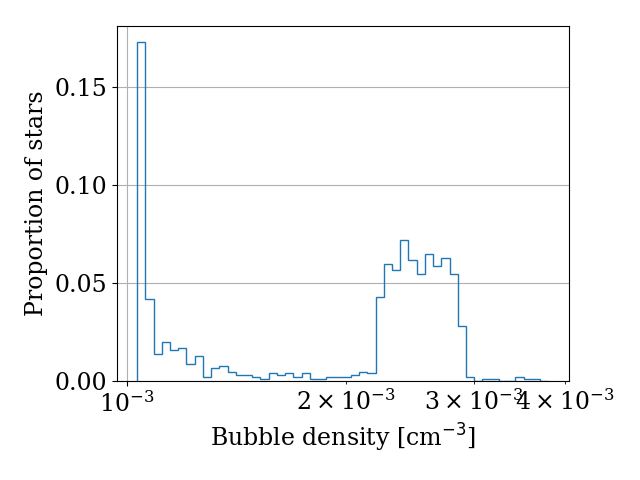 Proportion of stars
0.15
0.10
0.05
0.00
10⁻³
2 × 10⁻³
3 × 10⁻³
4 × 10⁻³
Bubble density [cm⁻³]